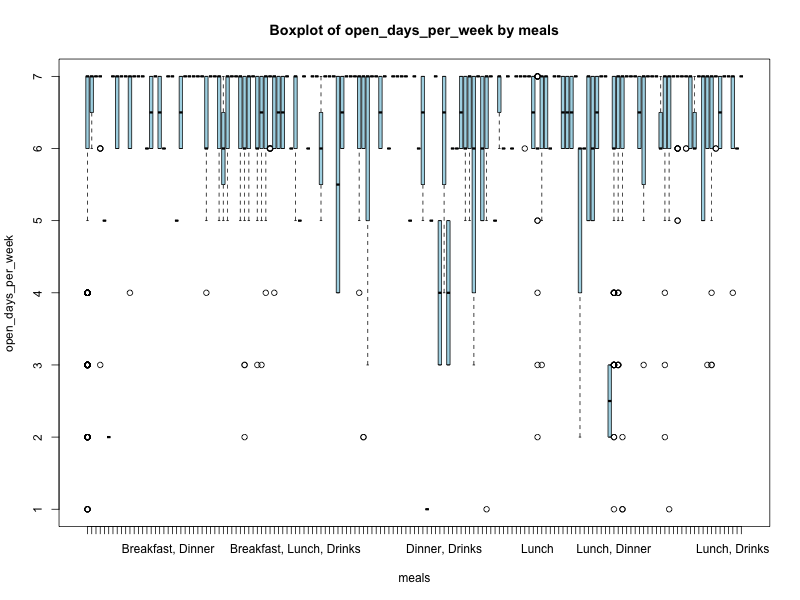 Boxplot of open_days_per_week by meals
open_days_per_week
7
6
5
4
3
2
1
Breakfast, Dinner
Breakfast, Lunch, Drinks
Dinner, Drinks
Lunch
Lunch, Dinner
Lunch, Drinks
meals